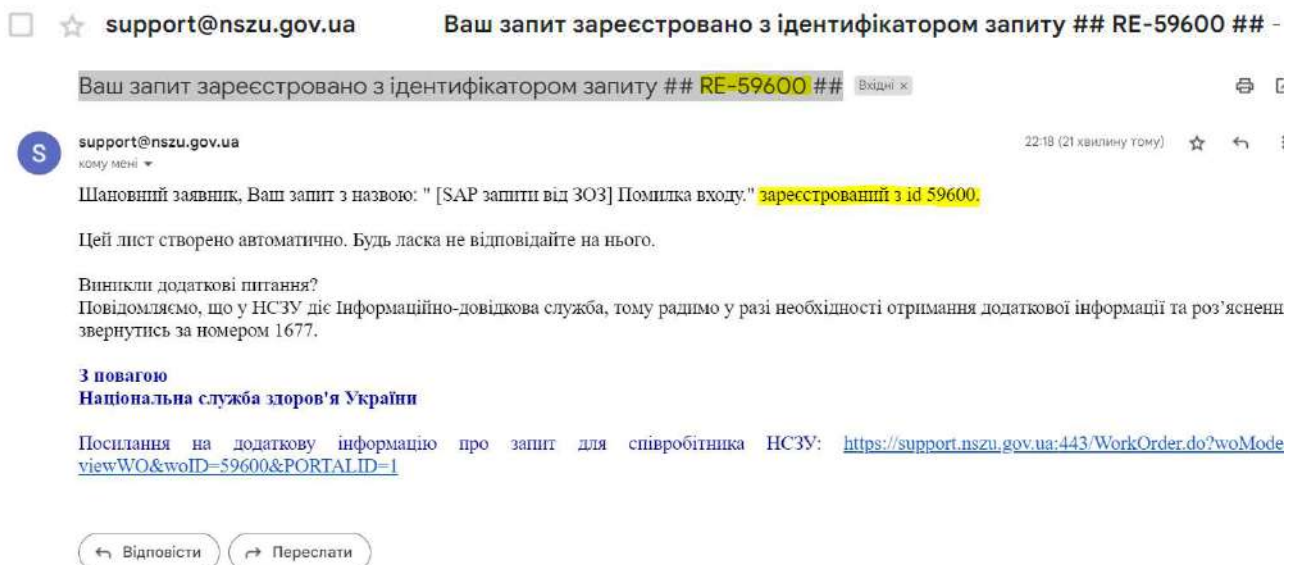 support@nszu.gov.ua Ваш запит зареєстровано з ідентифікатором запиту ## RE-59600 ## -
Ваш запит зареєстровано з ідентифікатором запиту ## RE-59600 ## Вхідні ×
S
support@nszu.gov.ua 22:18 (21 хвилину тому)
кому мені
Шановний заявник, Ваш запит з назвою: " [SAP запити від ЗОЗ] Помилка входу." зареєстрований з id 59600.
Цей лист створено автоматично. Будь ласка не відповідайте на нього.
Виникли додаткові питання?
Повідомляємо, що у НСЗУ діє Інформаційно-довідкова служба, тому радимо у разі необхідності отримання додаткової інформації та роз’ясненн
звернутись за номером 1677.
З повагою
Національна служба здоров'я України
Посилання на додаткову інформацію про запит для співробітника НСЗУ: https://support.nszu.gov.ua:443/WorkOrder.do?woMode
viewWO&woID=59600&PORTALID=1
Відповісти Переслати